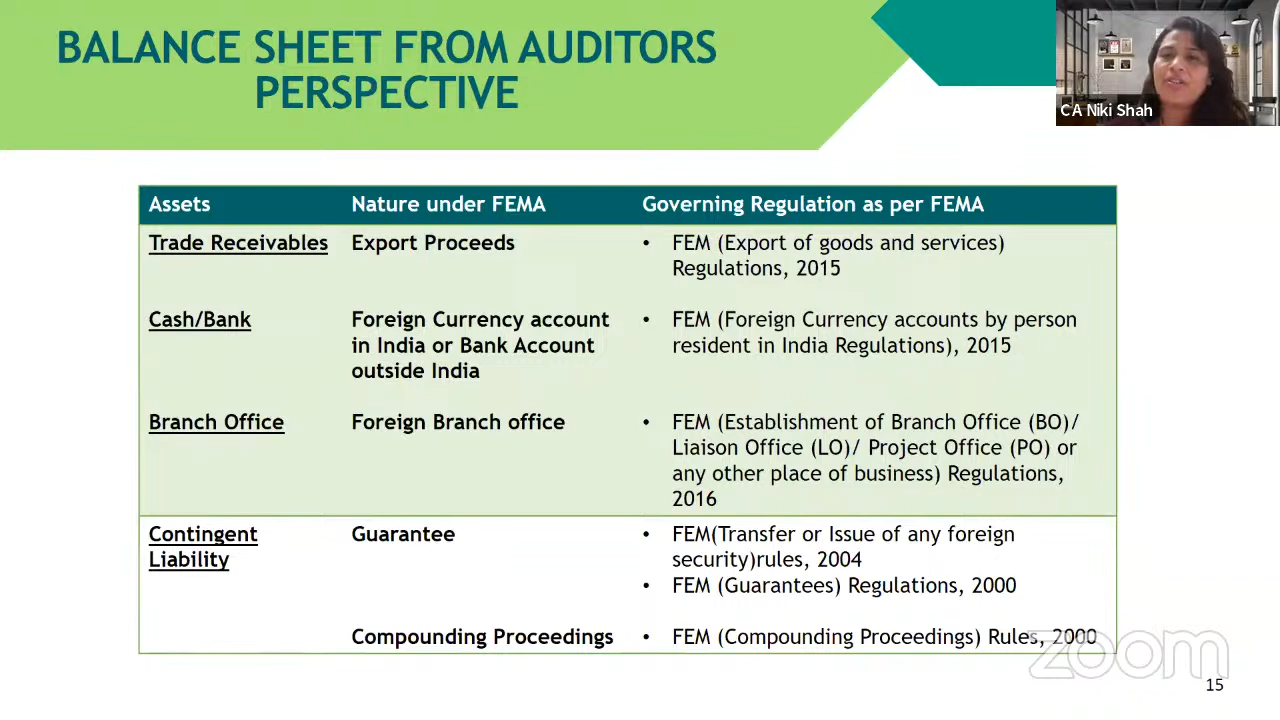 BALANCE SHEET FROM AUDITORS
PERSPECTIVE
CA Niki Shah
Assets
Nature under FEMA
Governing Regulation as per FEMA
Trade Receivables
Export Proceeds
• FEM (Export of goods and services)
Regulations, 2015
Cash/Bank
Foreign Currency account
in India or Bank Account
outside India
• FEM (Foreign Currency accounts by person
resident in India Regulations), 2015
Branch Office
Foreign Branch office
• FEM (Establishment of Branch Office (BO)/
Liaison Office (LO)/ Project Office (PO) or
any other place of business) Regulations,
2016
Contingent
Liability
Guarantee
• FEM(Transfer or Issue of any foreign
security)rules, 2004
• FEM (Guarantees) Regulations, 2000
Compounding Proceedings
• FEM (Compounding Proceedings) Rules, 2000
zoom
15